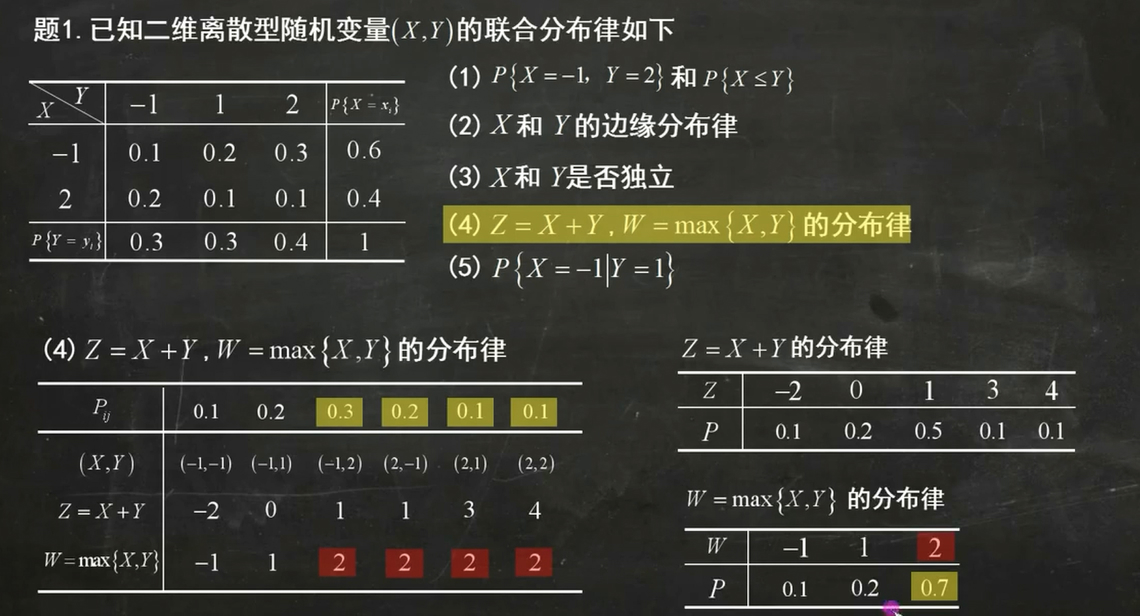 题1.已知二维离散型随机变量(X,Y)的联合分布律如下
X Y −1 1 2 P{X = xᵢ}
−1 0.1 0.2 0.3 0.6
2 0.2 0.1 0.1 0.4
P{Y = yᵢ} 0.3 0.3 0.4 1
(1) P{X = −1, Y = 2} 和 P{X ≤ Y}
(2) X 和 Y 的边缘分布律
(3) X 和 Y是否独立
(4) Z = X + Y , W = max{X,Y} 的分布律
(5) P{X = −1|Y = 1}
(4) Z = X + Y , W = max{X,Y} 的分布律
Pᵢⱼ 0.1 0.2 0.3 0.2 0.1 0.1
(X,Y) (−1,−1) (−1,1) (−1,2) (2,−1) (2,1) (2,2)
Z = X + Y −2 0 1 1 3 4
W = max{X,Y} −1 1 2 2 2 2
Z = X + Y 的分布律
Z −2 0 1 3 4
P 0.1 0.2 0.5 0.1 0.1
W = max{X,Y} 的分布律
W −1 1 2
P 0.1 0.2 0.7